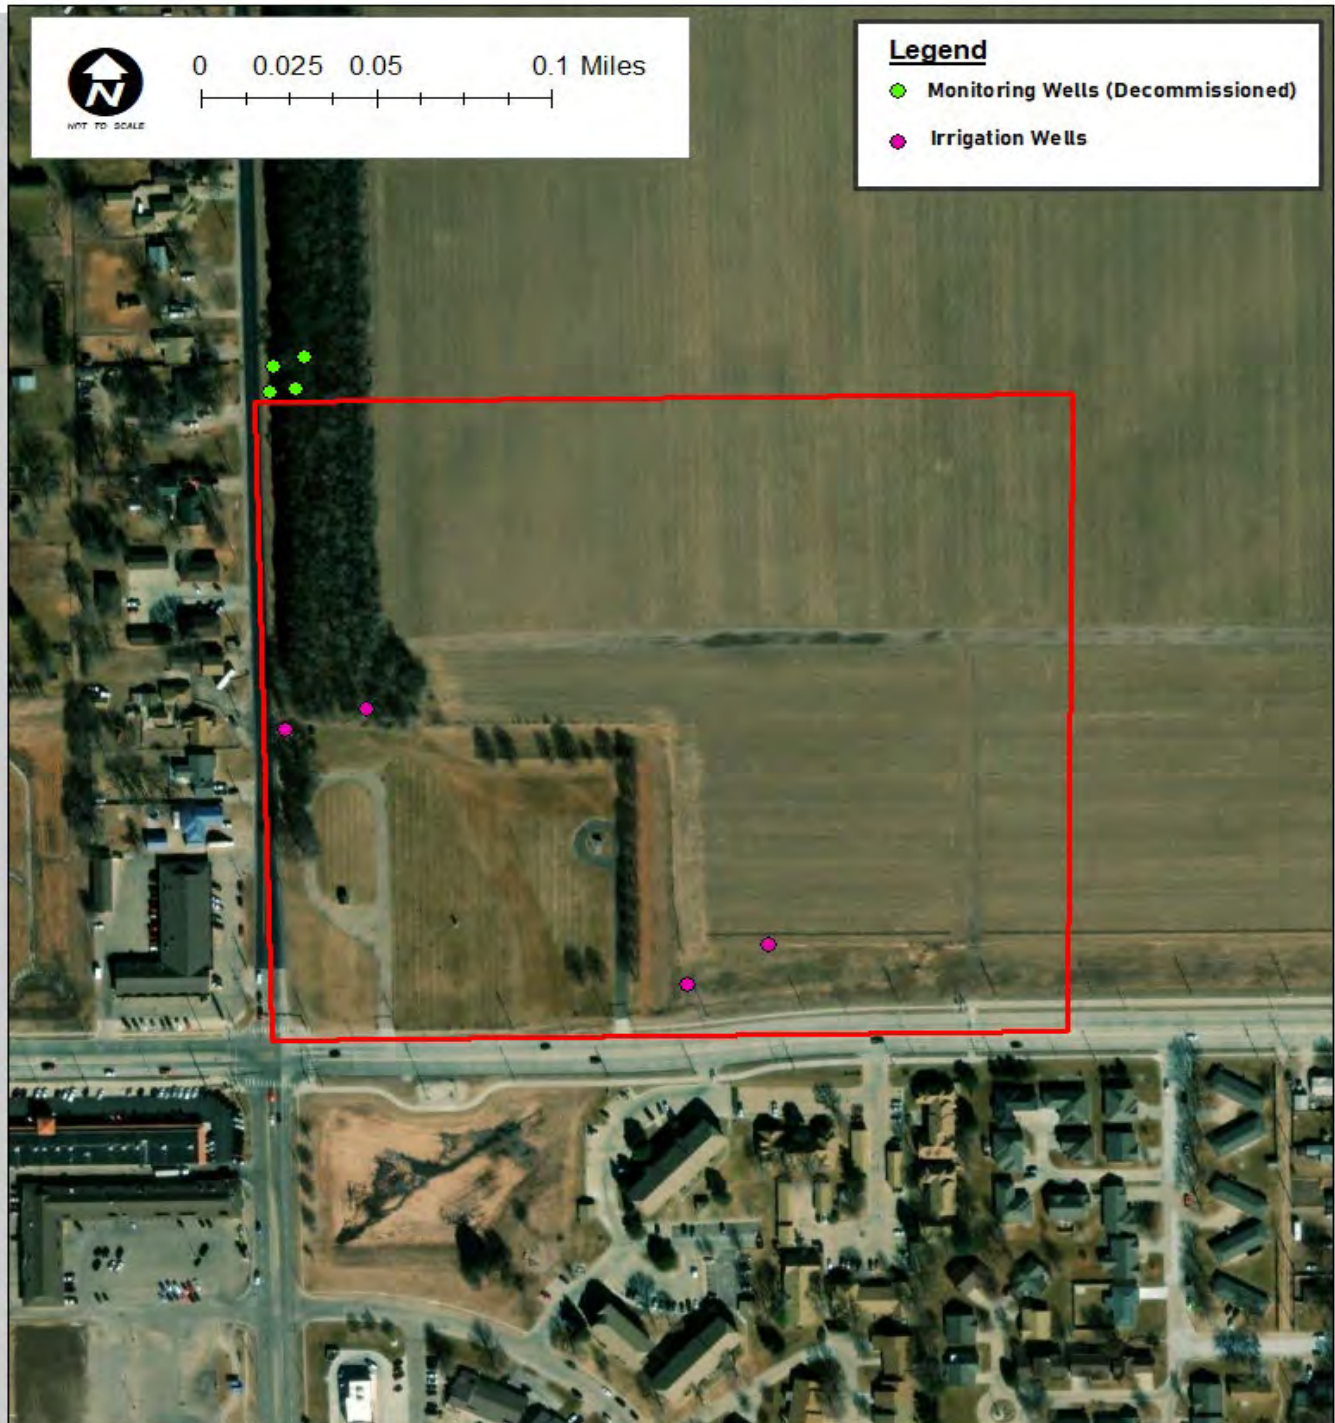 0 0.025 0.05 0.1 Miles
N
NOT TO SCALE
Legend
Monitoring Wells (Decommissioned)
Irrigation Wells